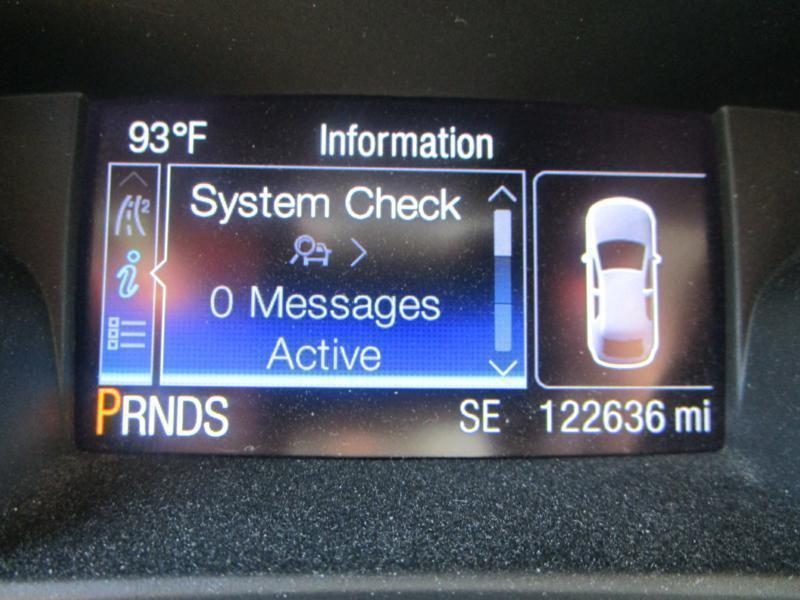 93°F Information
System Check
0 Messages
Active
PRNDS SE 122636 mi